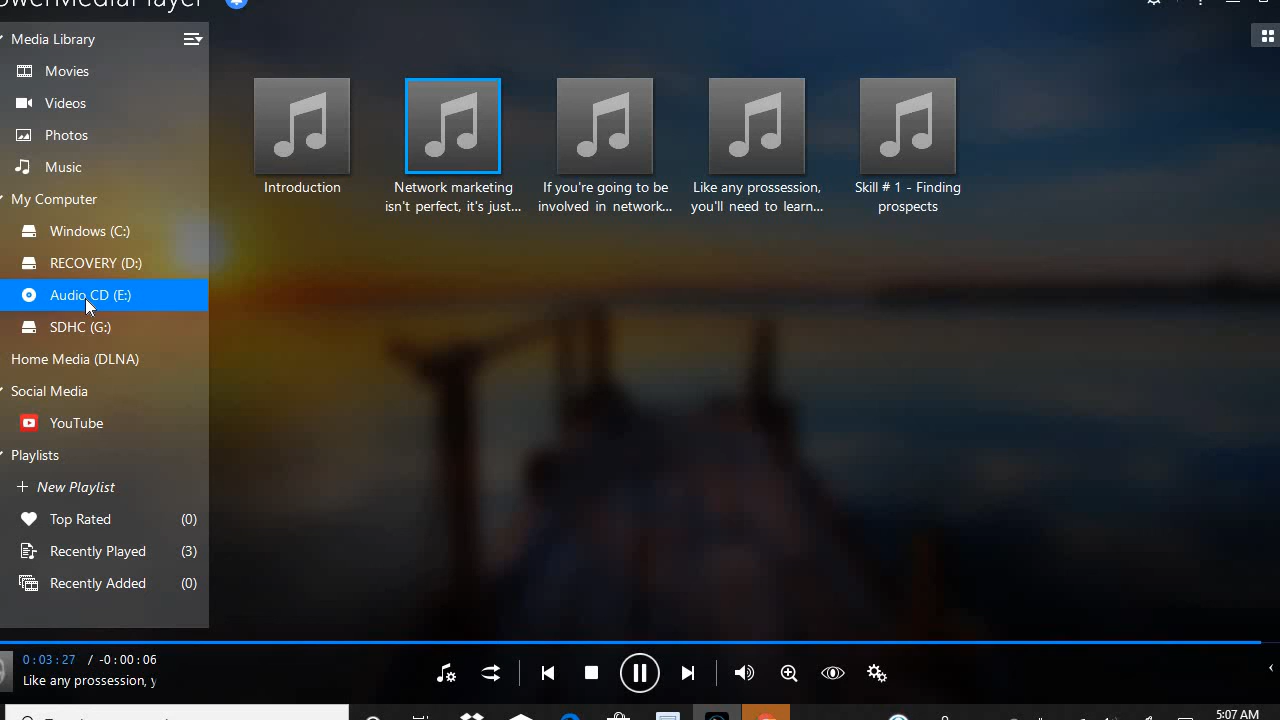 Media Library
Movies
Videos
Photos
Music
My Computer
Windows (C:)
RECOVERY (D:)
Audio CD (E:)
SDHC (G:)
Home Media (DLNA)
Social Media
YouTube
Playlists
New Playlist
Top Rated (0)
Recently Played (3)
Recently Added (0)
Introduction
Network marketing
isn't perfect, it's just...
If you're going to be
involved in network...
Like any prossession,
you'll need to learn...
Skill # 1 - Finding
prospects
0:03:27 / -0:00:06
Like any prossession, y
5:07 AM